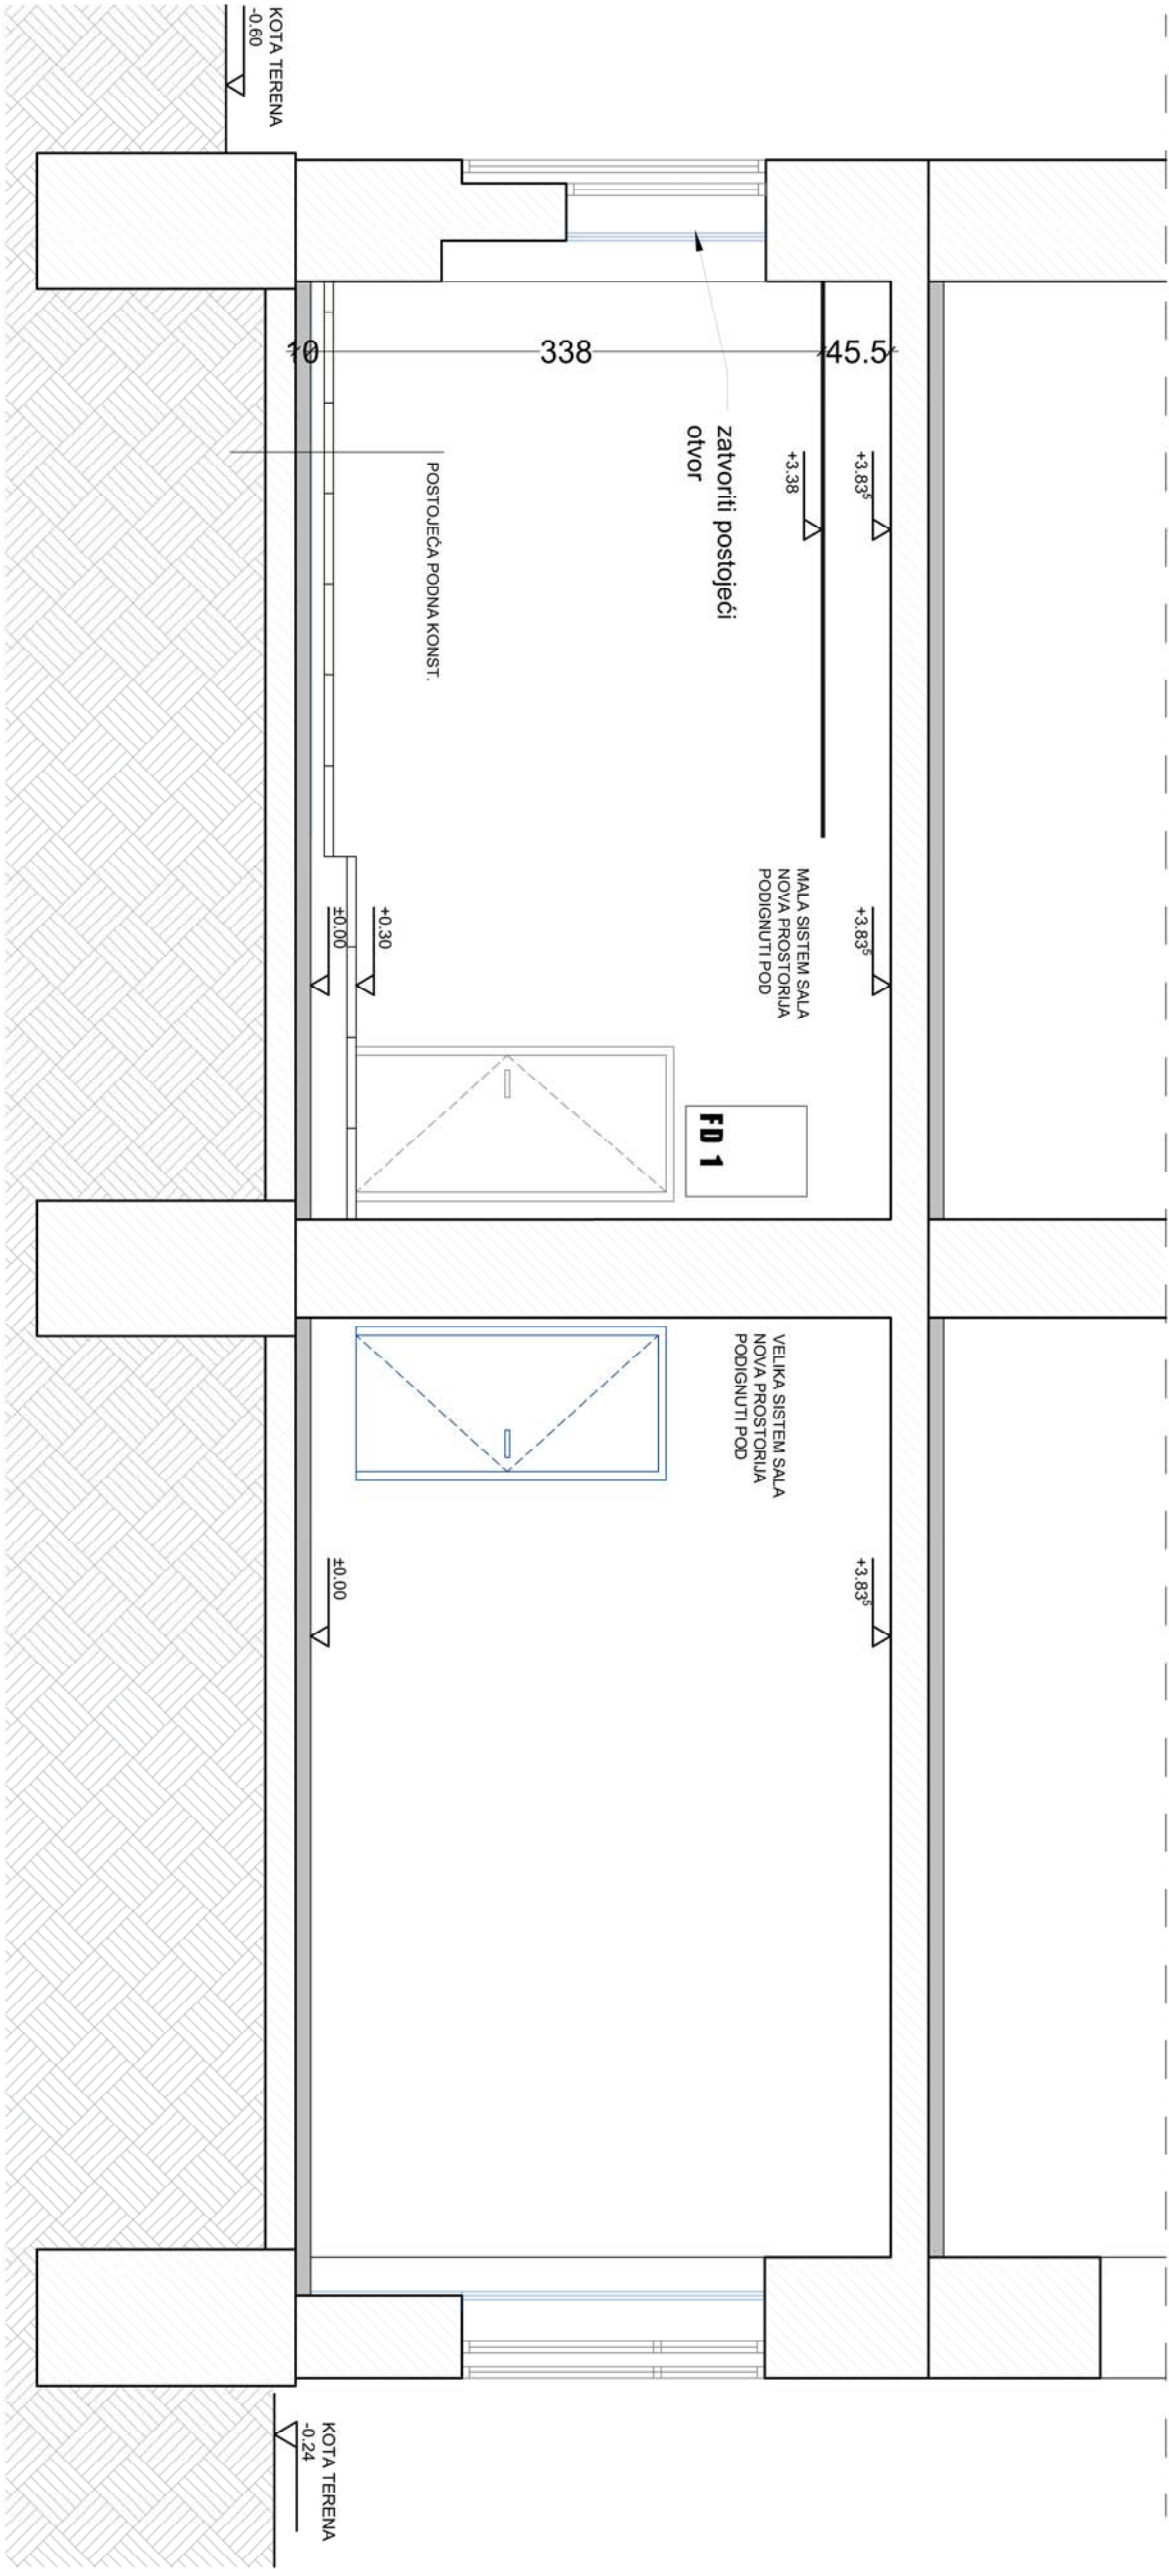 KOTA TERENA
-0.60
10
338
45.5
zatvoriti postojeći
otvor
+3.83⁵
+3.38
POSTOJEĆA PODNA KONST.
MALA SISTEM SALA
NOVA PROSTORIJA
PODIGNUTI POD
+3.83⁵
+0.30
±0.00
FD 1
VELIKA SISTEM SALA
NOVA PROSTORIJA
PODIGNUTI POD
+3.83⁵
±0.00
KOTA TERENA
-0.24